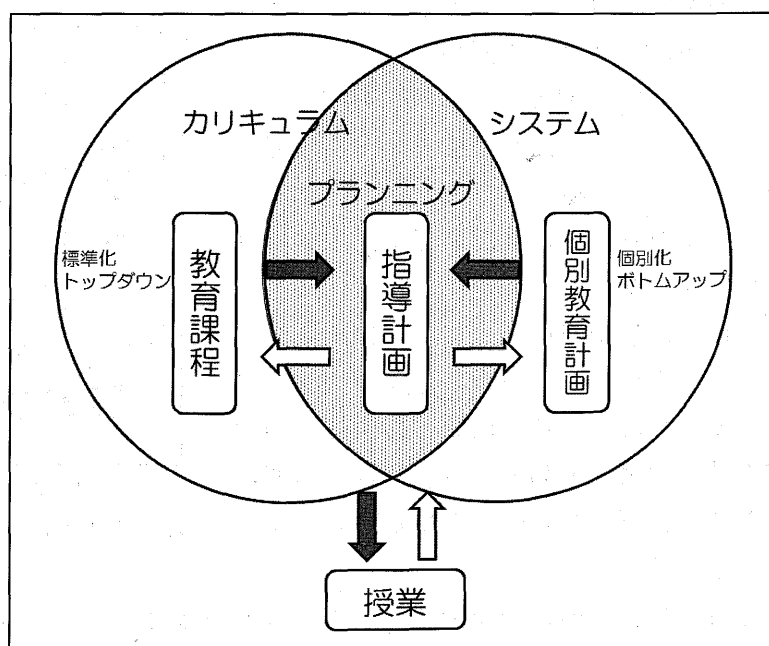 カリキュラム
システム
プランニング
標準化
トップダウン
教育課程
指導計画
個別教育計画
個別化
ボトムアップ
授業